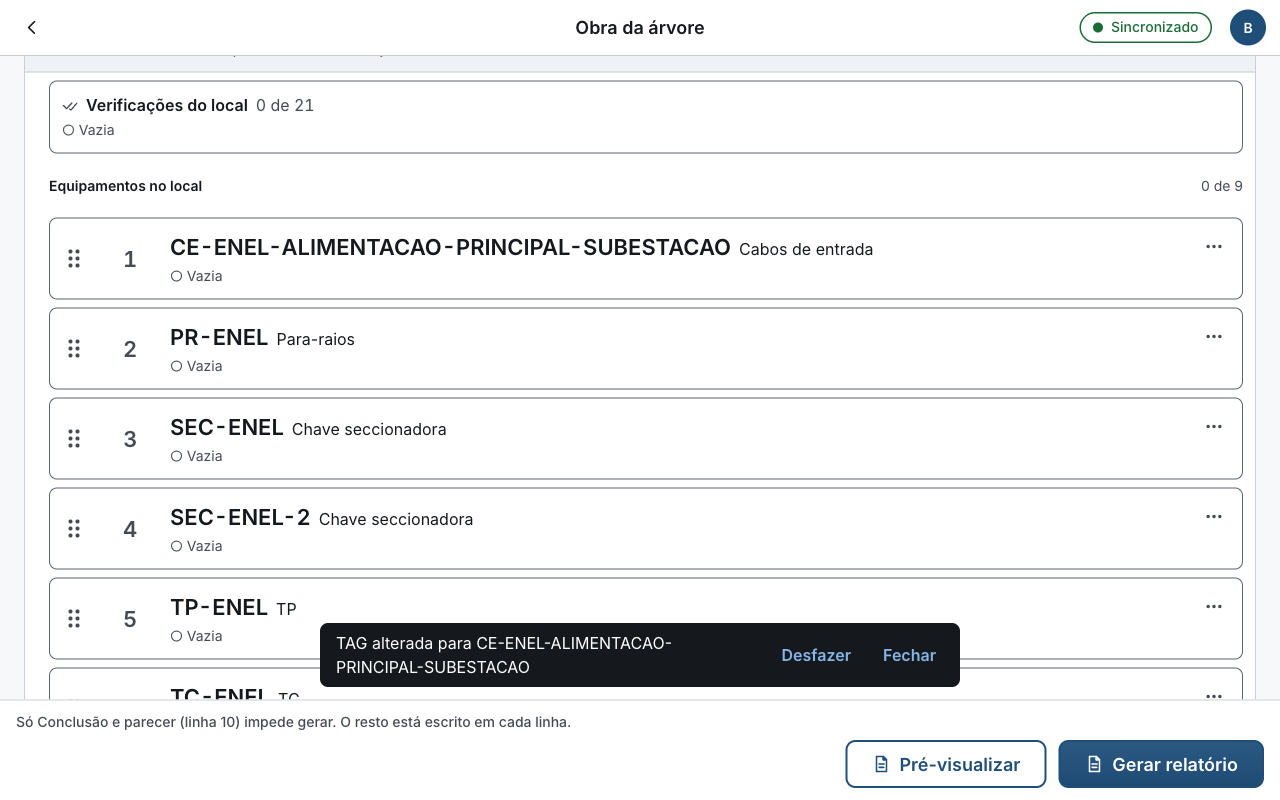 Obra da árvore
Sincronizado
B
Verificações do local 0 de 21
Vazia
Equipamentos no local
0 de 9
1
CE-ENEL-ALIMENTACAO-PRINCIPAL-SUBESTACAO Cabos de entrada
Vazia
2
PR-ENEL Para-raios
Vazia
3
SEC-ENEL Chave seccionadora
Vazia
4
SEC-ENEL-2 Chave seccionadora
Vazia
5
TP-ENEL TP
Vazia
TC-ENEL TC
TAG alterada para CE-ENEL-ALIMENTACAO-
PRINCIPAL-SUBESTACAO
Desfazer
Fechar
Só Conclusão e parecer (linha 10) impede gerar. O resto está escrito em cada linha.
Pré-visualizar
Gerar relatório